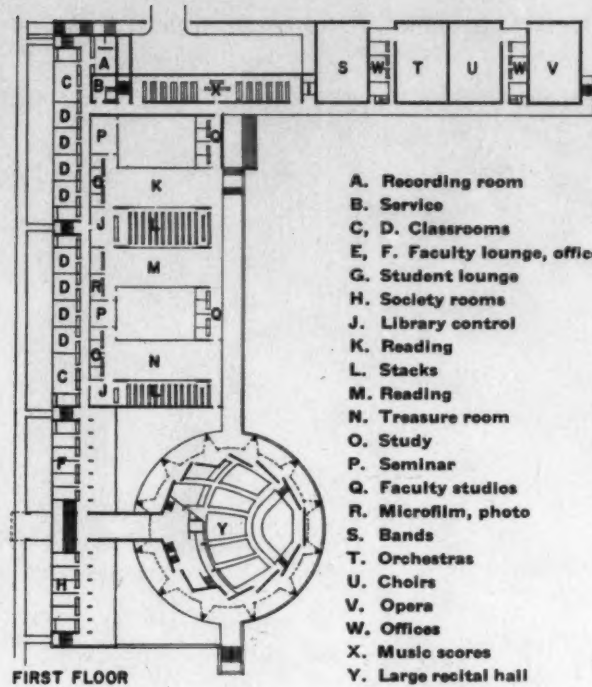 A
C
B
X
S
W
T
U
W
V
D
P
Q
D
D
K
D
J
L
D
M
D
R
D
P
Q
D
O
N
C
J
L
F
Y
H
A. Recording room
B. Service
C, D. Classrooms
E, F. Faculty lounge, offic
G. Student lounge
H. Society rooms
J. Library control
K. Reading
L. Stacks
M. Reading
N. Treasure room
O. Study
P. Seminar
Q. Faculty studios
R. Microfilm, photo
S. Bands
T. Orchestras
U. Choirs
V. Opera
W. Offices
X. Music scores
Y. Large recital hall
FIRST FLOOR